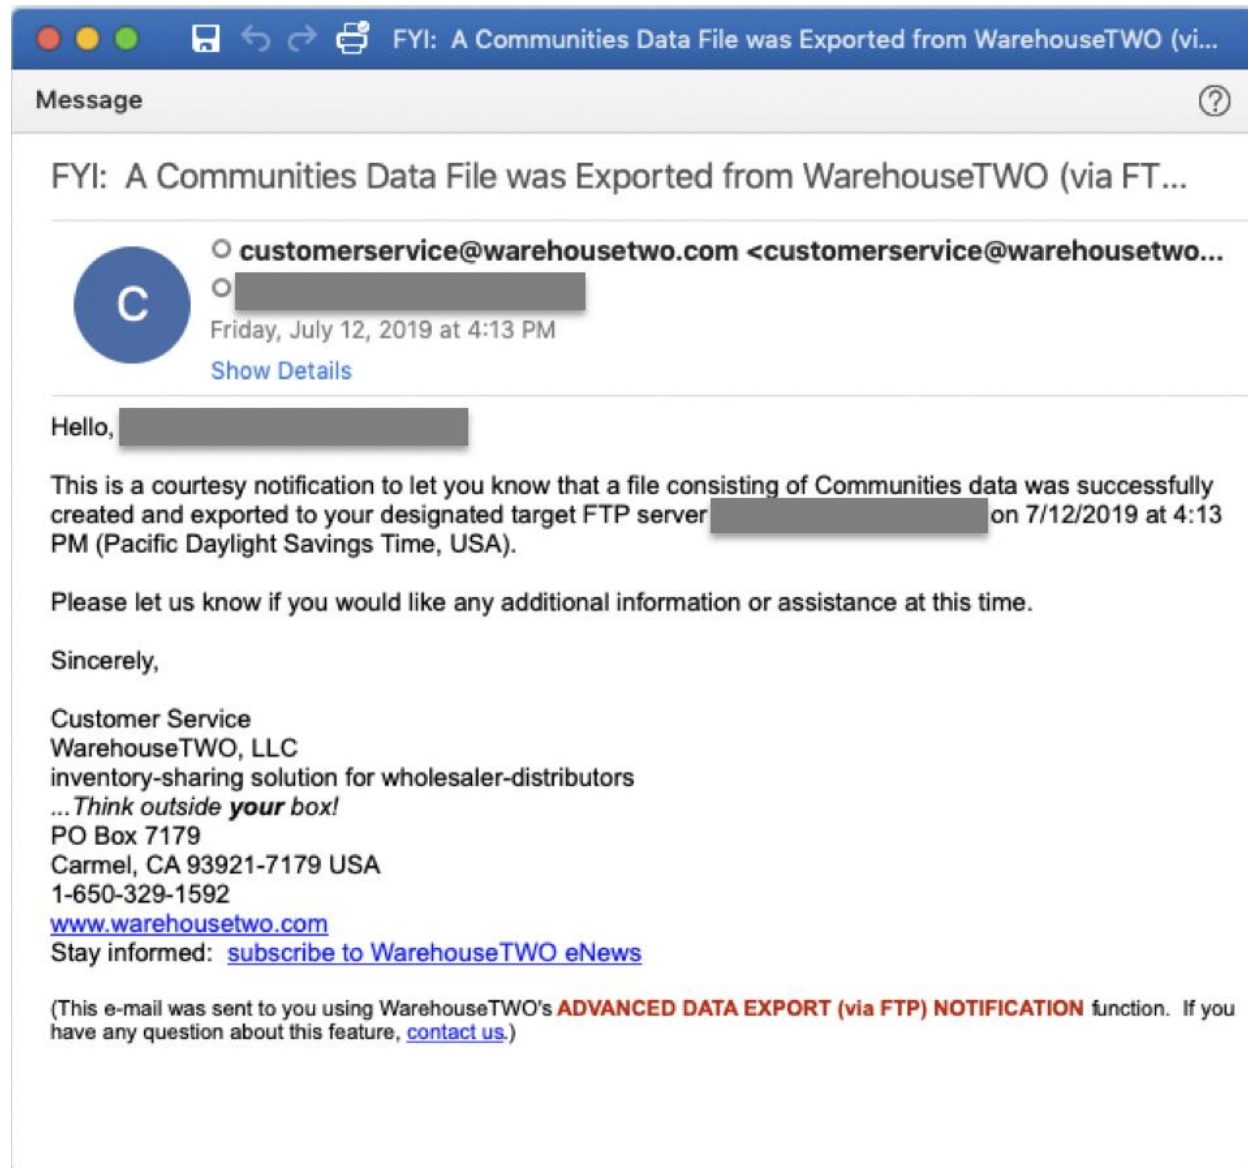 FYI: A Communities Data File was Exported from WarehouseTWO (vi...
Message
?
FYI: A Communities Data File was Exported from WarehouseTWO (via FT...
customerservice@warehousetwo.com <customerservice@warehousetwo...
C
Friday, July 12, 2019 at 4:13 PM
Show Details
Hello,
This is a courtesy notification to let you know that a file consisting of Communities data was successfully
created and exported to your designated target FTP server on 7/12/2019 at 4:13
PM (Pacific Daylight Savings Time, USA).
Please let us know if you would like any additional information or assistance at this time.
Sincerely,
Customer Service
WarehouseTWO, LLC
inventory-sharing solution for wholesaler-distributors
...Think outside your box!
PO Box 7179
Carmel, CA 93921-7179 USA
1-650-329-1592
www.warehousetwo.com
Stay informed: subscribe to WarehouseTWO eNews
(This e-mail was sent to you using WarehouseTWO's ADVANCED DATA EXPORT (via FTP) NOTIFICATION function. If you
have any question about this feature, contact us.)